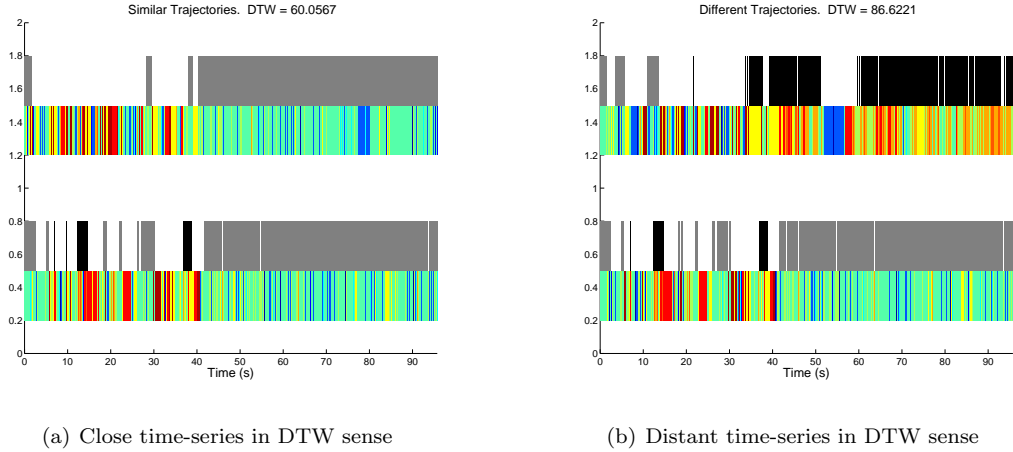 Similar Trajectories. DTW = 60.0567
2
1.8
1.6
1.4
1.2
1
0.8
0.6
0.4
0.2
0
0 10 20 30 40 50 60 70 80 90
Time (s)
(a) Close time-series in DTW sense
Different Trajectories. DTW = 86.6221
2
1.8
1.6
1.4
1.2
1
0.8
0.6
0.4
0.2
0
0 10 20 30 40 50 60 70 80 90
Time (s)
(b) Distant time-series in DTW sense